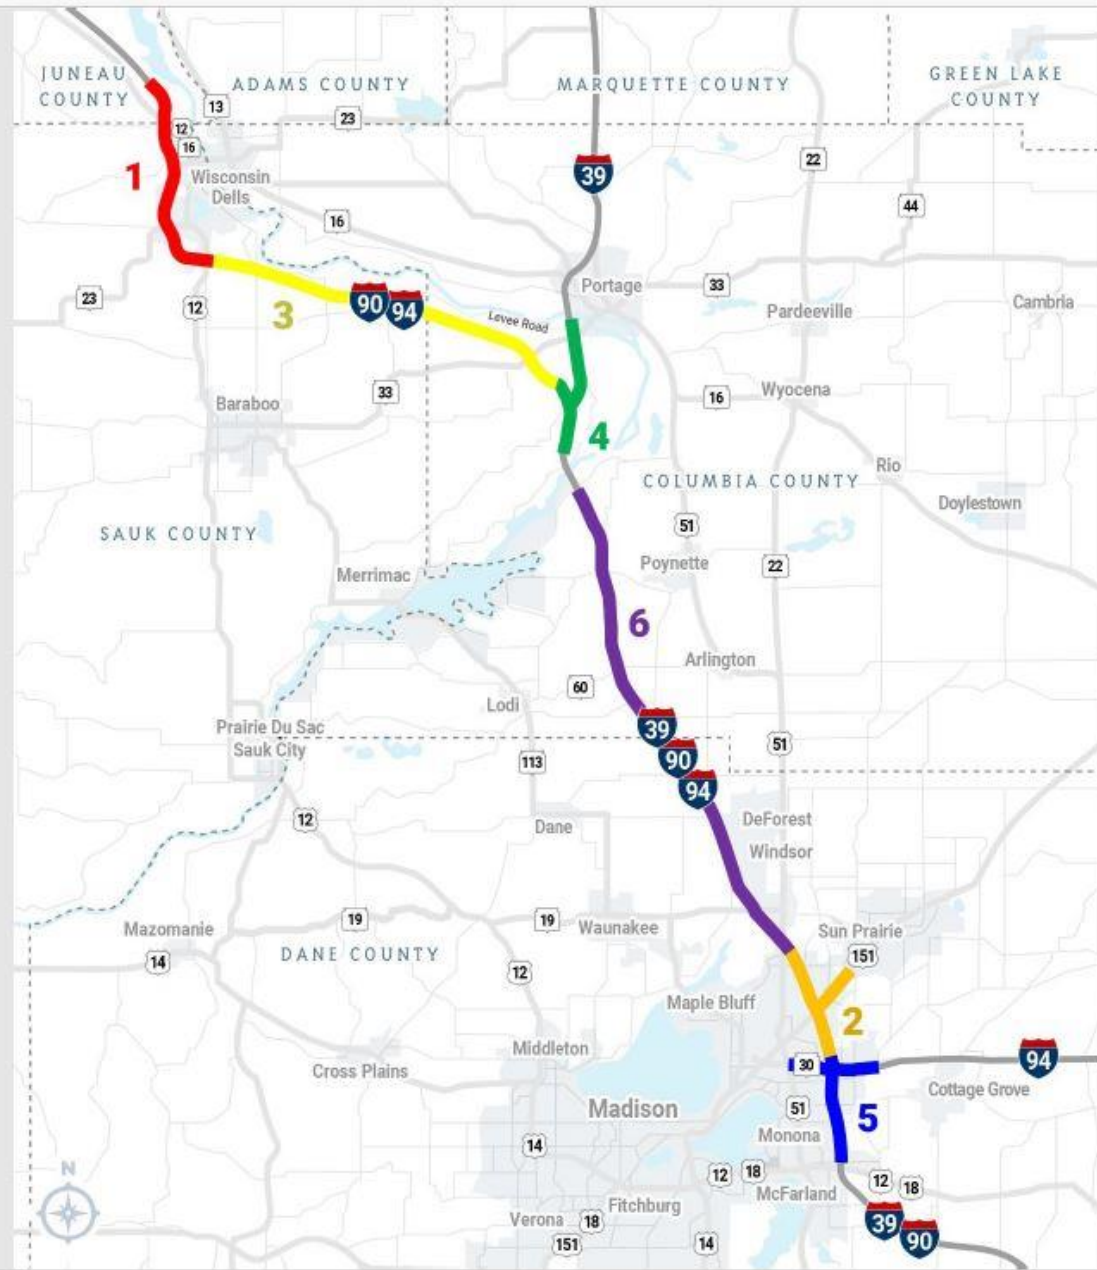 JUNEAU
COUNTY
ADAMS COUNTY
MARQUETTE COUNTY
GREEN LAKE
COUNTY
13
23
12
16
39
22
1
Wisconsin
Dells
16
44
23
12
3
90
94
Levee Road
Portage
33
Pardeeville
Cambria
33
Baraboo
16
Wyocena
4
COLUMBIA COUNTY
Rio
Doylestown
SAUK COUNTY
51
Merrimac
Poynette
22
6
Arlington
60
Lodi
39
Prairie Du Sac
Sauk City
90
51
113
94
12
Dane
DeForest
Windsor
19
19
Waunakee
Mazomanie
Sun Prairie
14
DANE COUNTY
151
12
Maple Bluff
2
Middleton
Cross Plains
30
94
Cottage Grove
Madison
51
5
Monona
14
12
18
McFarland
12
18
Fitchburg
Verona
18
39
90
151
14
N